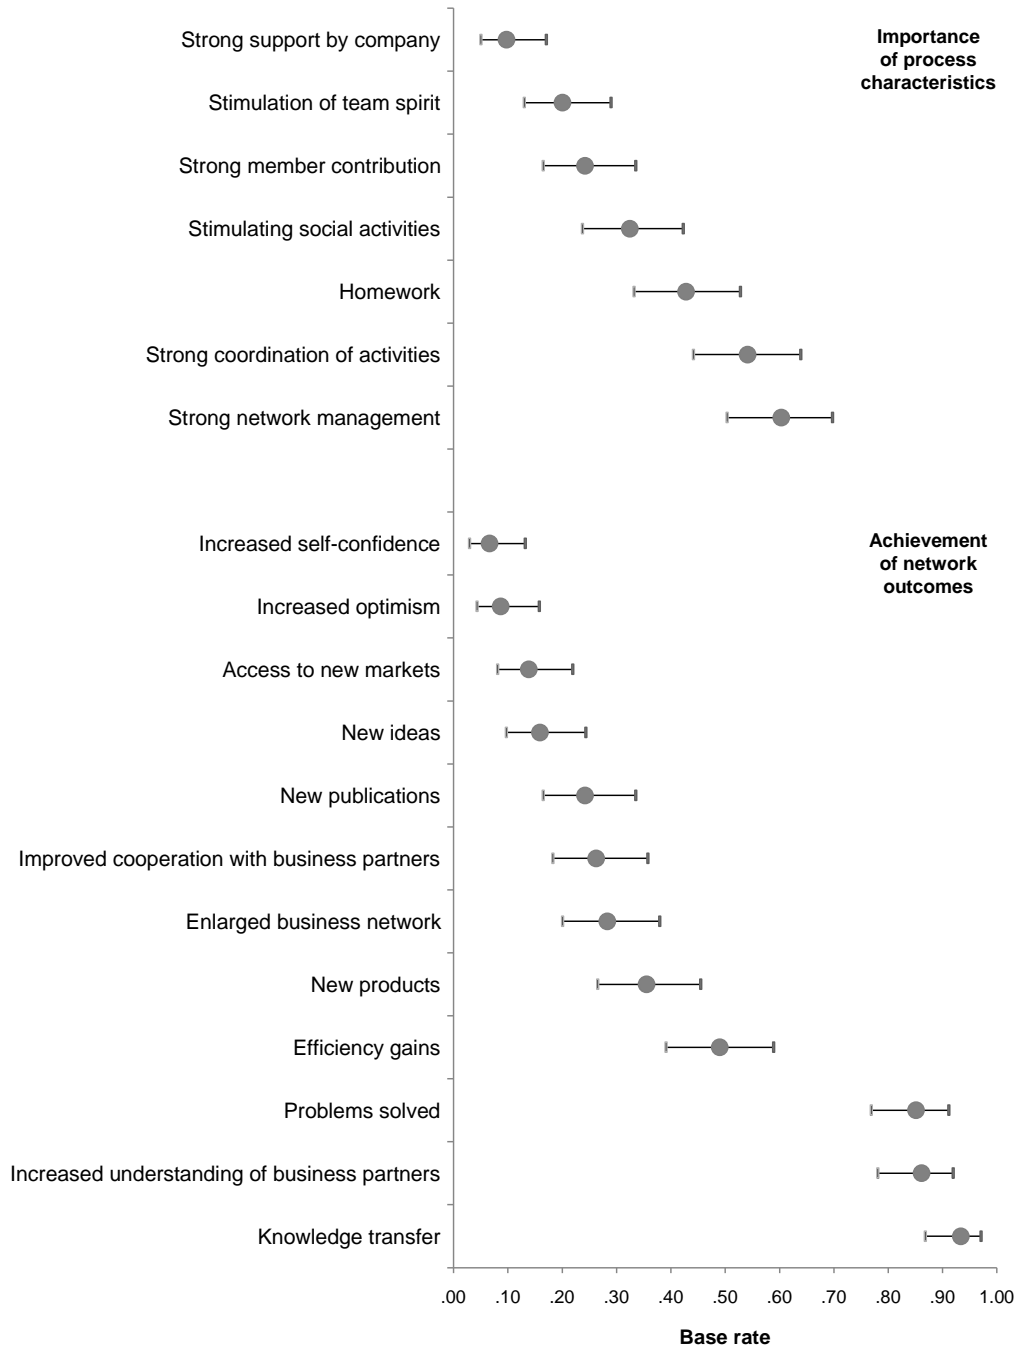 Strong support by company
Importance
of process
characteristics
Stimulation of team spirit
Strong member contribution
Stimulating social activities
Homework
Strong coordination of activities
Strong network management
Increased self-confidence
Achievement
of network
outcomes
Increased optimism
Access to new markets
New ideas
New publications
Improved cooperation with business partners
Enlarged business network
New products
Efficiency gains
Problems solved
Increased understanding of business partners
Knowledge transfer
.00 .10 .20 .30 .40 .50 .60 .70 .80 .90 1.00
Base rate